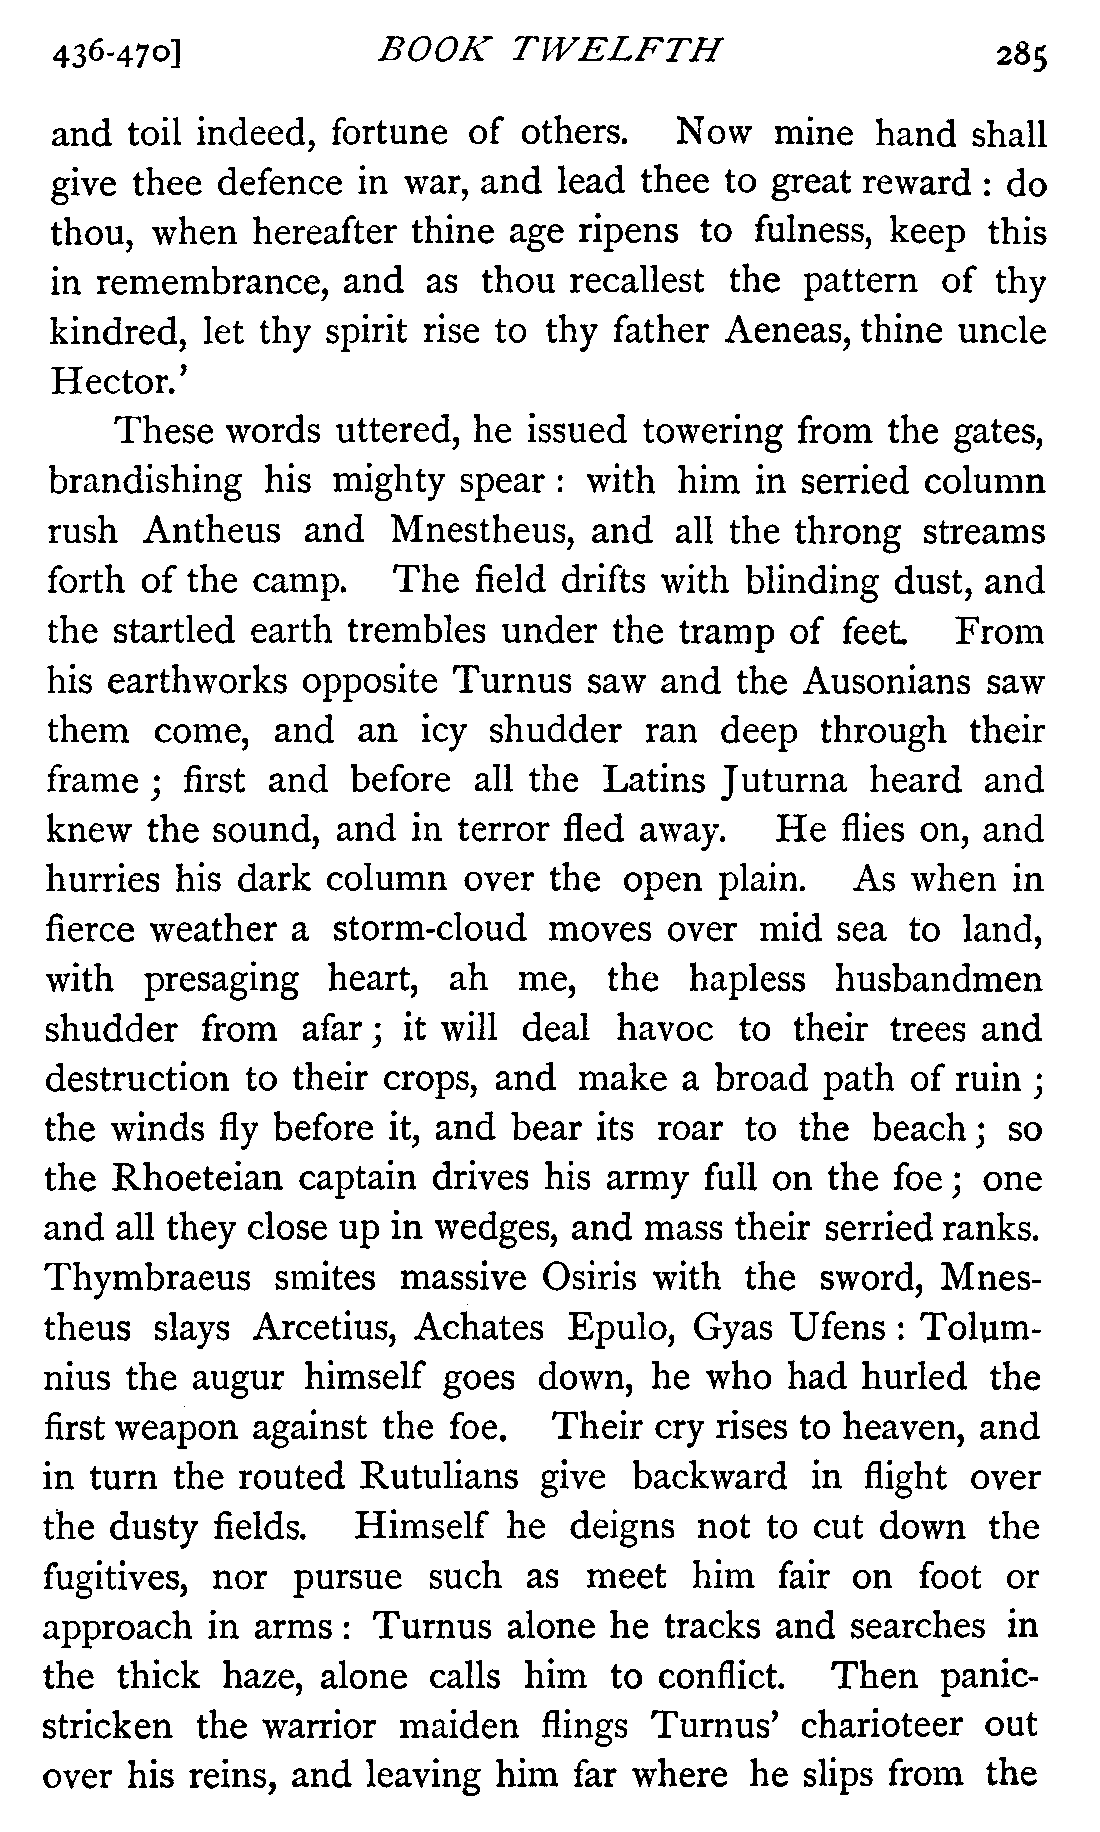 436-470] BOOK TWELFTH 285
and toil indeed, fortune of others. Now mine hand shall
give thee defence in war, and lead thee to great reward : do
thou, when hereafter thine age ripens to fulness, keep this
in remembrance, and as thou recallest the pattern of thy
kindred, let thy spirit rise to thy father Aeneas, thine uncle
Hector.’
These words uttered, he issued towering from the gates,
brandishing his mighty spear : with him in serried column
rush Antheus and Mnestheus, and all the throng streams
forth of the camp. The field drifts with blinding dust, and
the startled earth trembles under the tramp of feet. From
his earthworks opposite Turnus saw and the Ausonians saw
them come, and an icy shudder ran deep through their
frame ; first and before all the Latins Juturna heard and
knew the sound, and in terror fled away. He flies on, and
hurries his dark column over the open plain. As when in
fierce weather a storm-cloud moves over mid sea to land,
with presaging heart, ah me, the hapless husbandmen
shudder from afar ; it will deal havoc to their trees and
destruction to their crops, and make a broad path of ruin ;
the winds fly before it, and bear its roar to the beach ; so
the Rhoeteian captain drives his army full on the foe ; one
and all they close up in wedges, and mass their serried ranks.
Thymbraeus smites massive Osiris with the sword, Mnes-
theus slays Arcetius, Achates Epulo, Gyas Ufens : Tolum-
nius the augur himself goes down, he who had hurled the
first weapon against the foe. Their cry rises to heaven, and
in turn the routed Rutulians give backward in flight over
the dusty fields. Himself he deigns not to cut down the
fugitives, nor pursue such as meet him fair on foot or
approach in arms : Turnus alone he tracks and searches in
the thick haze, alone calls him to conflict. Then panic-
stricken the warrior maiden flings Turnus’ charioteer out
over his reins, and leaving him far where he slips from the